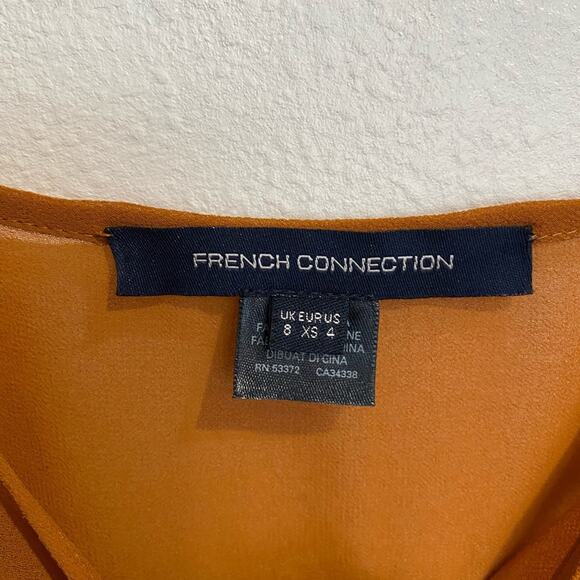 FRENCH CONNECTION
UK EUR US
8 XS 4
DIBUAT DI CINA
RN 53372 CA34338